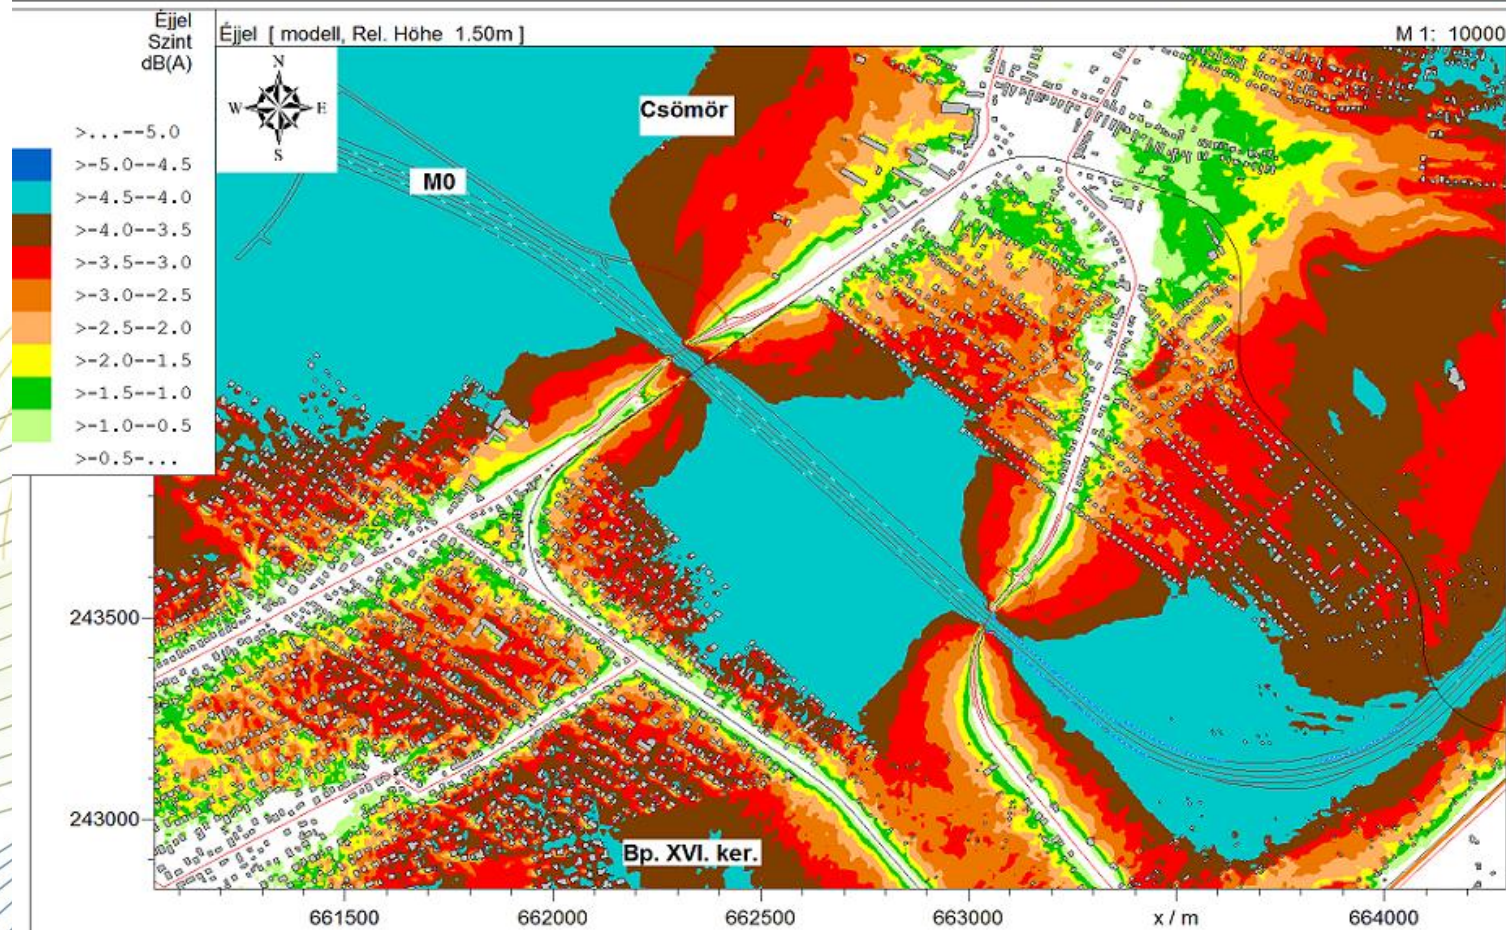 Éjjel
Szint
dB(A)
Éjjel [ modell, Rel. Höhe 1.50m ]
M 1: 10000
N
W E
S
>...--5.0
>-5.0--4.5
>-4.5--4.0
>-4.0--3.5
>-3.5--3.0
>-3.0--2.5
>-2.5--2.0
>-2.0--1.5
>-1.5--1.0
>-1.0--0.5
>-0.5-...
Csömör
M0
243500
243000
Bp. XVI. ker.
661500 662000 662500 663000 x / m 664000